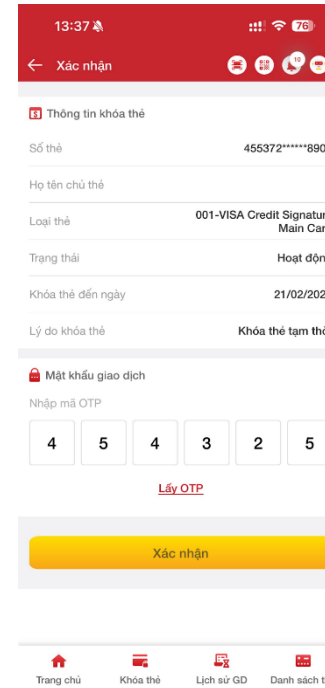 13:37 76
Xác nhận 10
Thông tin khóa thẻ
Số thẻ 455372******890
Họ tên chủ thẻ
Loại thẻ 001-VISA Credit Signatur
Main Car
Trạng thái Hoạt độn
Khóa thẻ đến ngày 21/02/202
Lý do khóa thẻ Khóa thẻ tạm thờ
Mật khẩu giao dịch
Nhập mã OTP
4 5 4 3 2 5
Lấy OTP
Xác nhận
Trang chủ Khóa thẻ Lịch sử GD Danh sách t